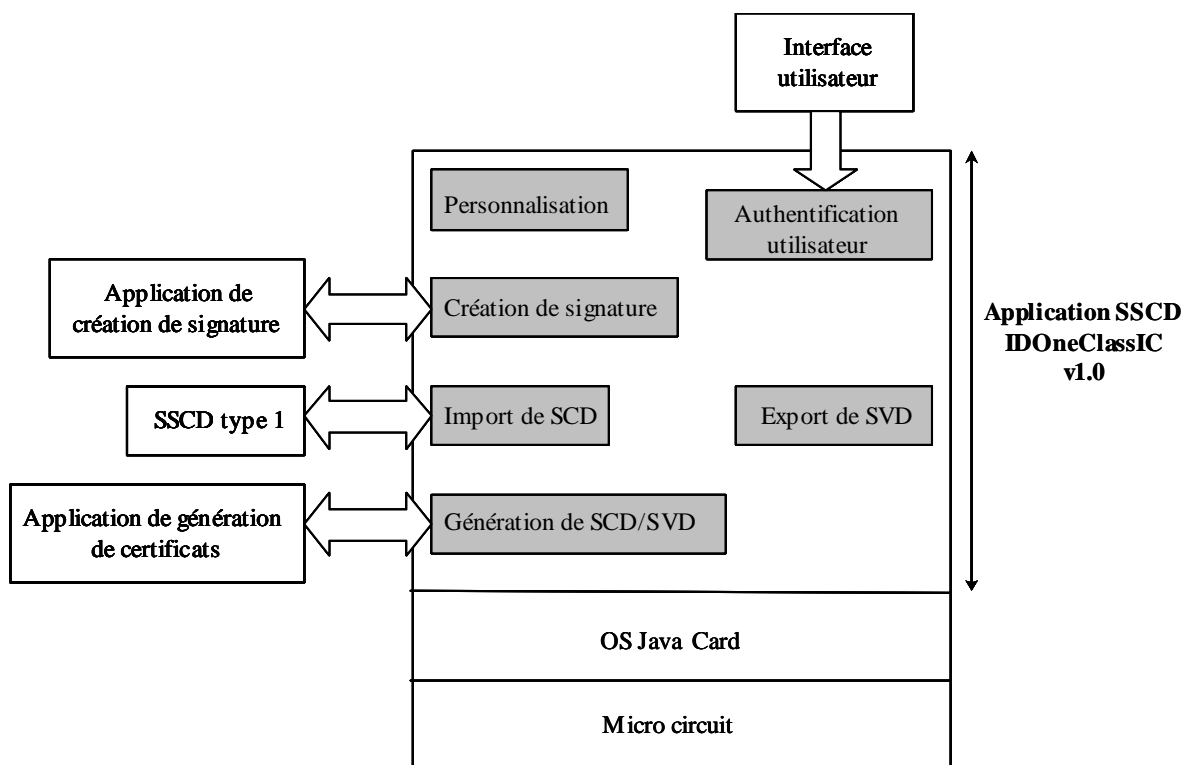 Interface
utilisateur
Personnalisation
Authentification
utilisateur
Application de
création de signature
Création de signature
Application SSCD
IDOneClassIC
v1.0
SSCD type 1
Import de SCD
Export de SVD
Application de génération
de certificats
Génération de SCD/SVD
OS Java Card
Micro circuit